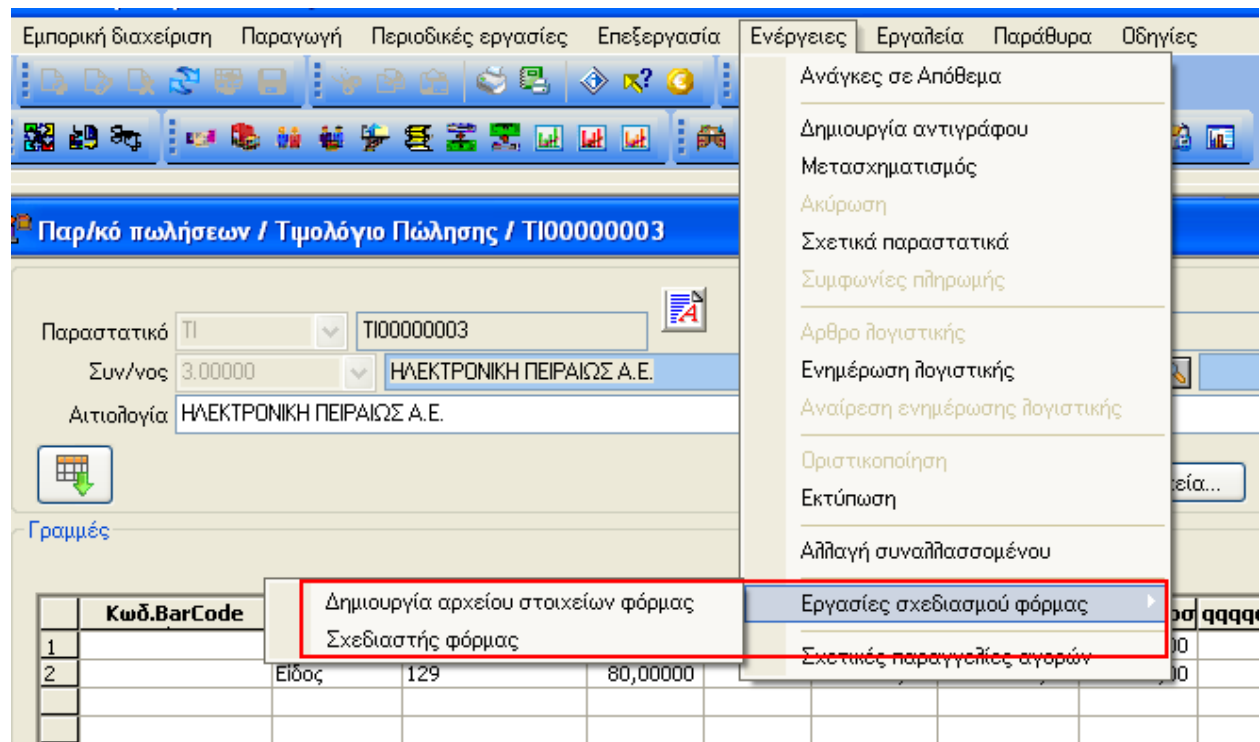 Εμπορική διαχείριση Παραγωγή Περιοδικές εργασίες Επεξεργασία Ενέργειες Εργαλεία Παράθυρα Οδηγίες
Ανάγκες σε Απόθεμα
Δημιουργία αντιγράφου
Μετασχηματισμός
Ακύρωση
Σχετικά παραστατικά
Συμφωνίες πληρωμής
Αρθρο λογιστικής
Ενημέρωση λογιστικής
Αναίρεση ενημέρωσης λογιστικής
Οριστικοποίηση
Εκτύπωση
Αλλαγή συναλλασσομένου
Εργασίες σχεδιασμού φόρμας
Σχετικές παραγγελίες αγορών
Δημιουργία αρχείου στοιχείων φόρμας
Σχεδιαστής φόρμας
Παρ/κό πωλήσεων / Τιμολόγιο Πώλησης / ΤΙ00000003
Παραστατικό ΤΙ ΤΙ00000003
Συν/νος 3.00000 ΗΛΕΚΤΡΟΝΙΚΗ ΠΕΙΡΑΙΩΣ Α.Ε.
Αιτιολογία ΗΛΕΚΤΡΟΝΙΚΗ ΠΕΙΡΑΙΩΣ Α.Ε.
Γραμμές
Κωδ.BarCode
1
2 Είδος 129 80,00000